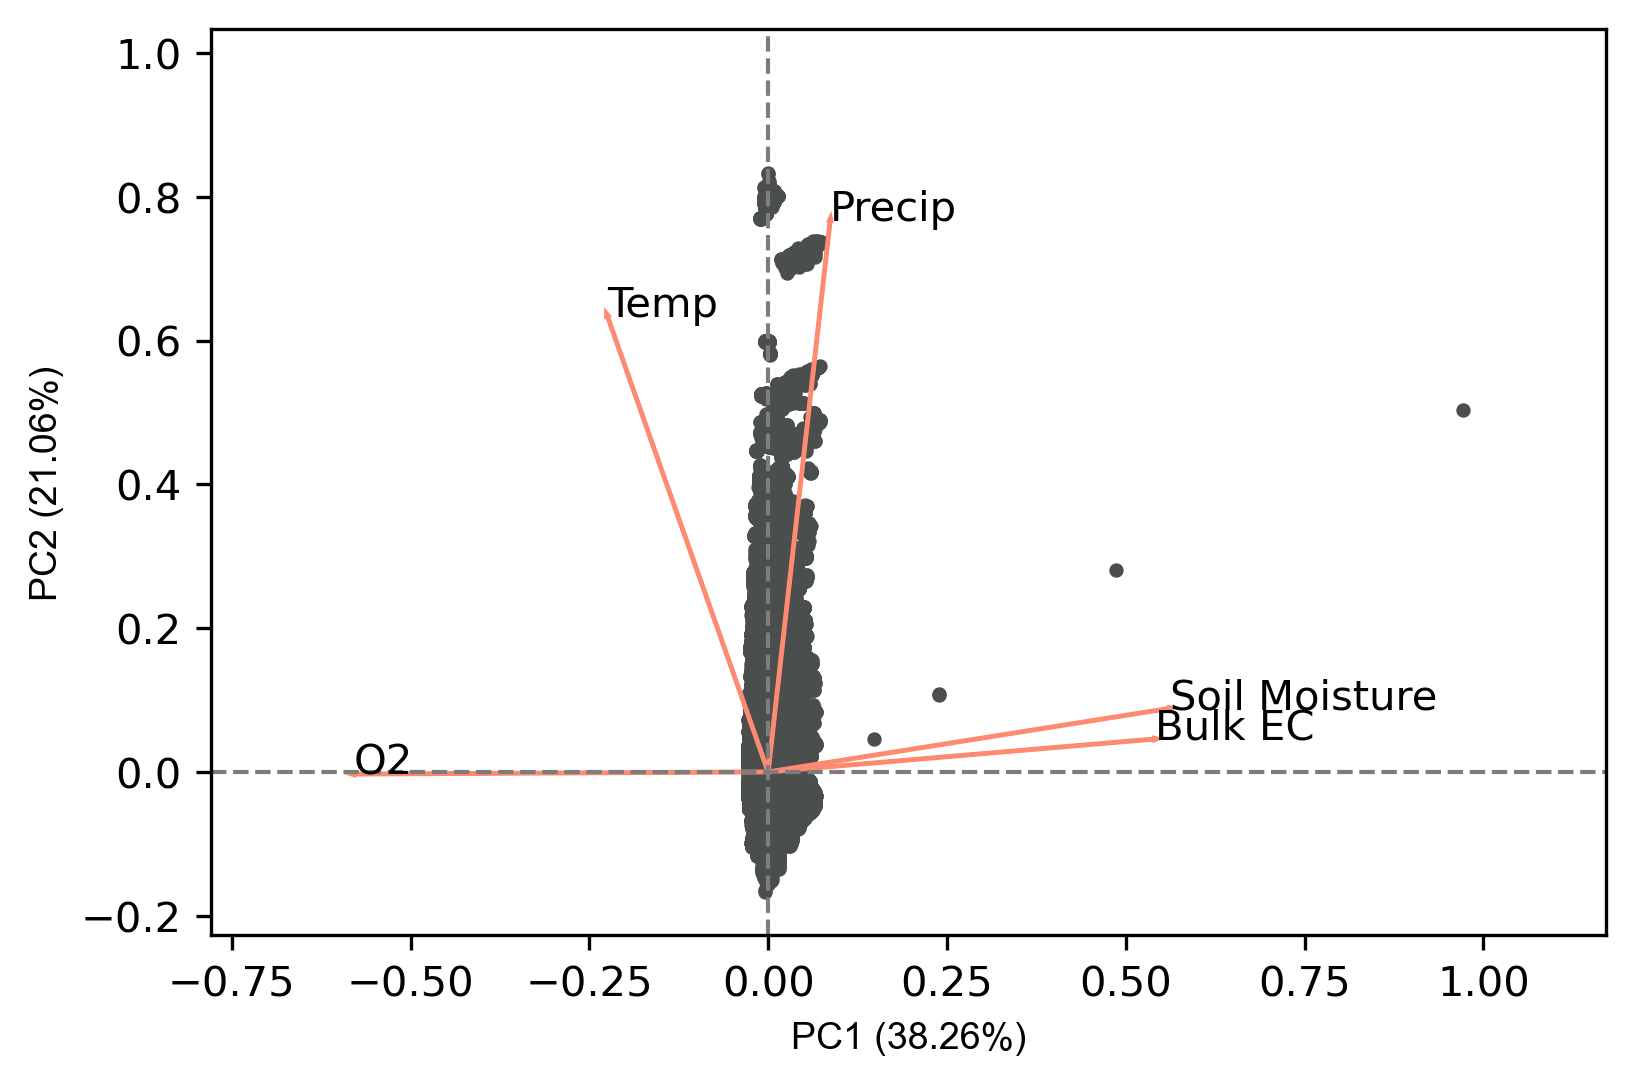 1.0
0.8
0.6
0.4
0.2
0.0
−0.2
PC2 (21.06%)
Precip
Temp
Soil Moisture
Bulk EC
O2
−0.75
−0.50
−0.25
0.00
0.25
0.50
0.75
1.00
PC1 (38.26%)